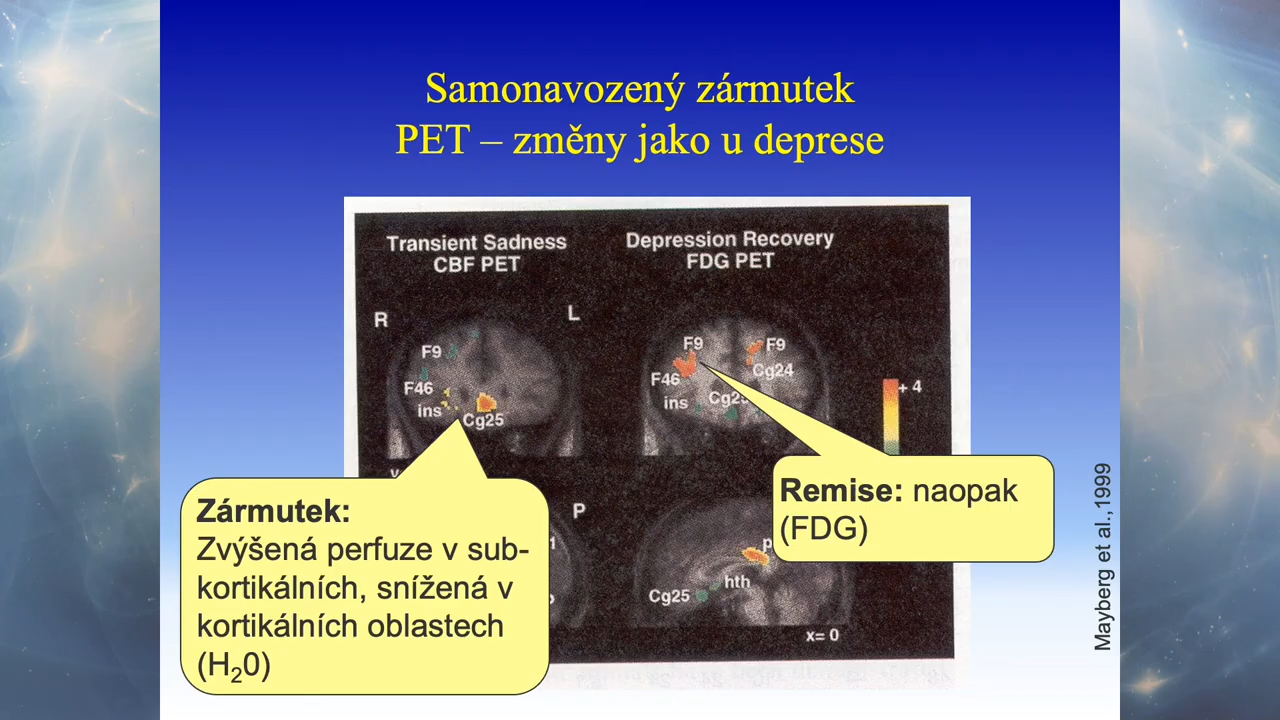 Samonavozený zármutek
PET – změny jako u deprese
Transient Sadness
CBF PET
Depression Recovery
FDG PET
R
L
F9
F46
ins
Cg25
F9
F9
F46
Cg24
ins
+ 4
P
Cg25
hth
x= 0
Zármutek:
Zvýšená perfuze v sub-
kortikálních, snížená v
kortikálních oblastech
(H₂0)
Remise: naopak
(FDG)
Mayberg et al.,1999